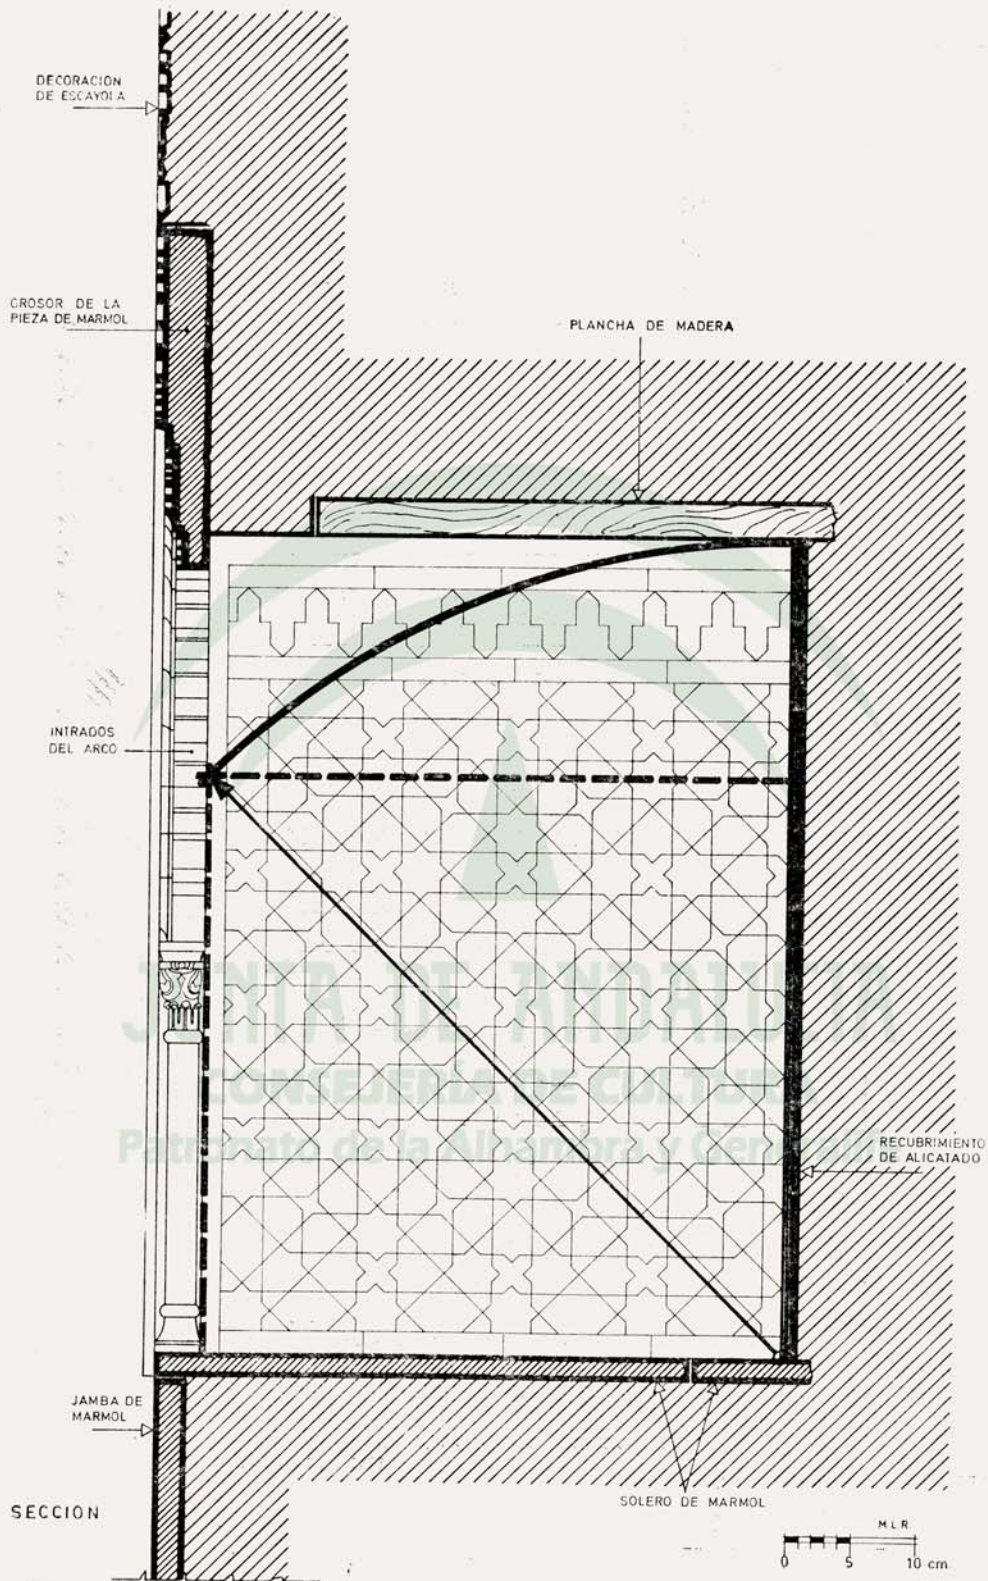 DECORACION
DE ESCAYOLA
GROSOR DE LA
PIEZA DE MARMOL
PLANCHA DE MADERA
INTRADOS
DEL ARCO
JUNTA DE ANDALUCIA
CONSEJERÍA DE CULTURA
Patronato de la Alhambra y Generalife
RECUBRIMIENTO
DE ALICATADO
JAMBA DE
MARMOL
SOLERO DE MARMOL
SECCION
M.L.R.
0 5 10 cm.